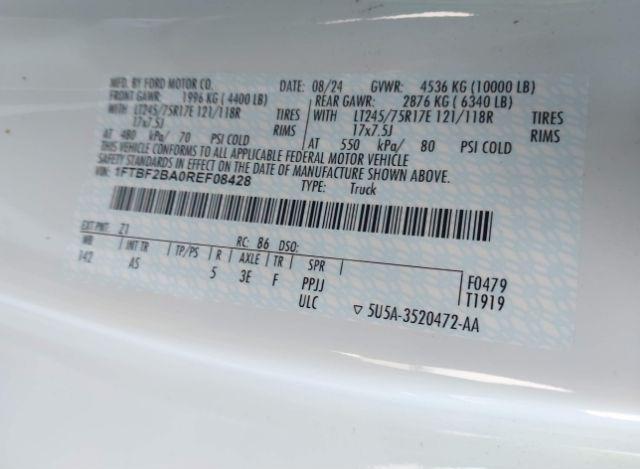 MFD. BY FORD MOTOR CO. DATE: 08/24 GVWR: 4536 KG (10000 LB)
FRONT GAWR: 1996 KG (4400 LB) REAR GAWR: 2876 KG (6340 LB)
WITH LT245/75R17E 121/118R TIRES WITH LT245/75R17E 121/118R TIRES
17x7.5J RIMS 17x7.5J RIMS
AT 480 kPa/ 70 PSI COLD AT 550 kPa/ 80 PSI COLD
THIS VEHICLE CONFORMS TO ALL APPLICABLE FEDERAL MOTOR VEHICLE
SAFETY STANDARDS IN EFFECT ON THE DATE OF MANUFACTURE SHOWN ABOVE.
VIN: 1FTBF2BA0REF08428 TYPE: Truck
EXT PNT: Z1 RC: 86 DSO:
WB INT TR TP/PS R AXLE TR SPR F0479
142 AS 5 3E F PPJJ T1919
ULC ▽ 5U5A-3520472-AA